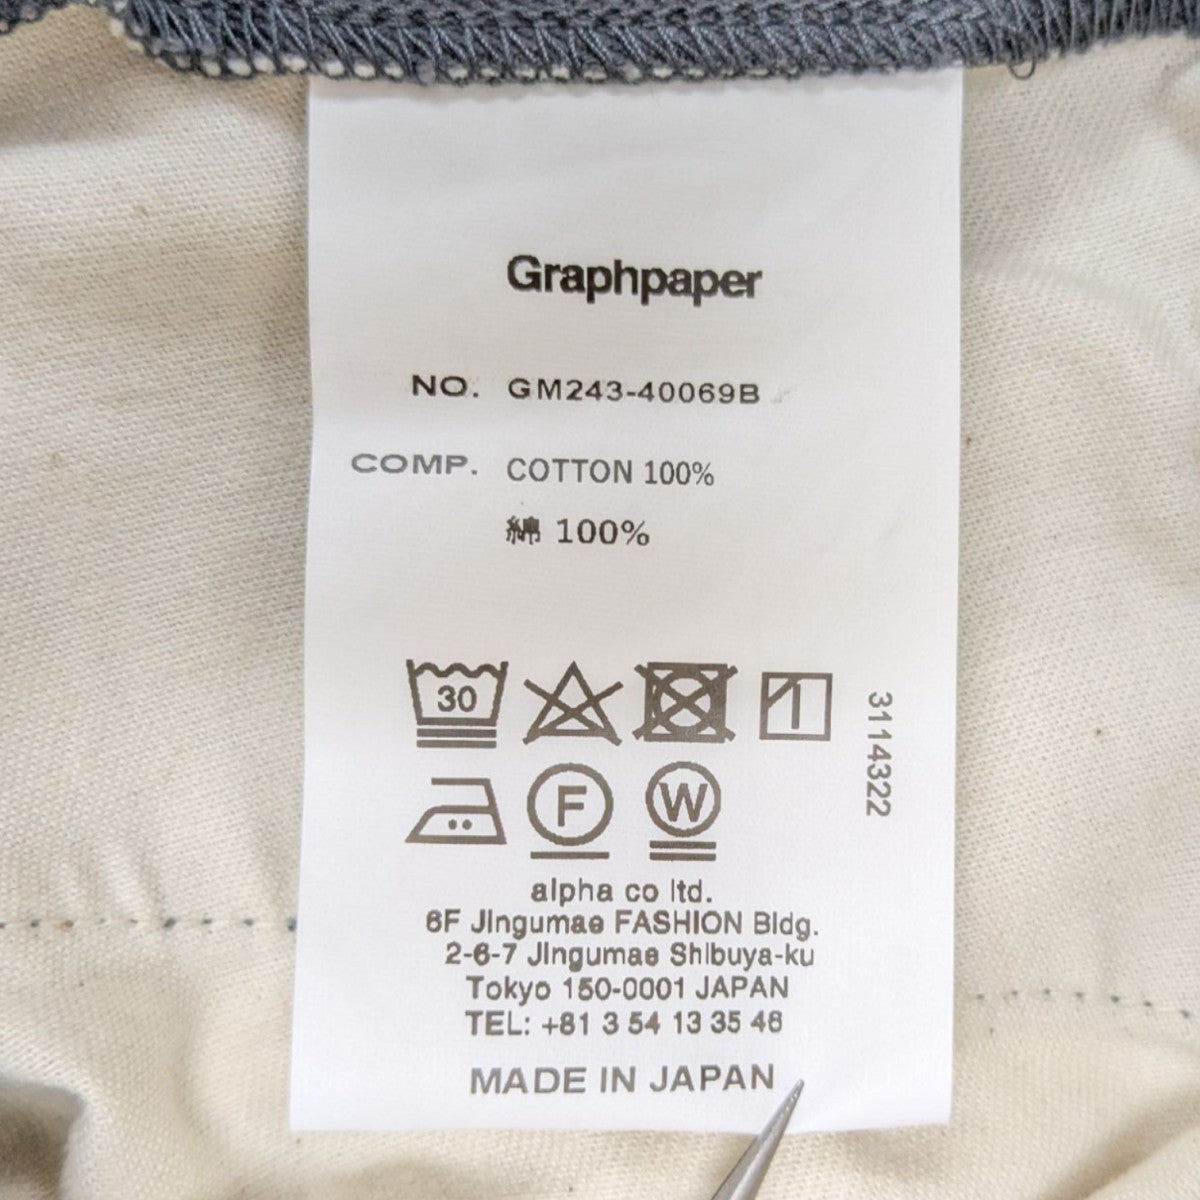 Graphpaper
NO. GM243-40069B
COMP. COTTON 100%
綿 100%
30
3114322
F
W
alpha co ltd.
6F Jingumae FASHION Bldg.
2-6-7 Jingumae Shibuya-ku
Tokyo 150-0001 JAPAN
TEL: +81 3 54 13 35 46
MADE IN JAPAN